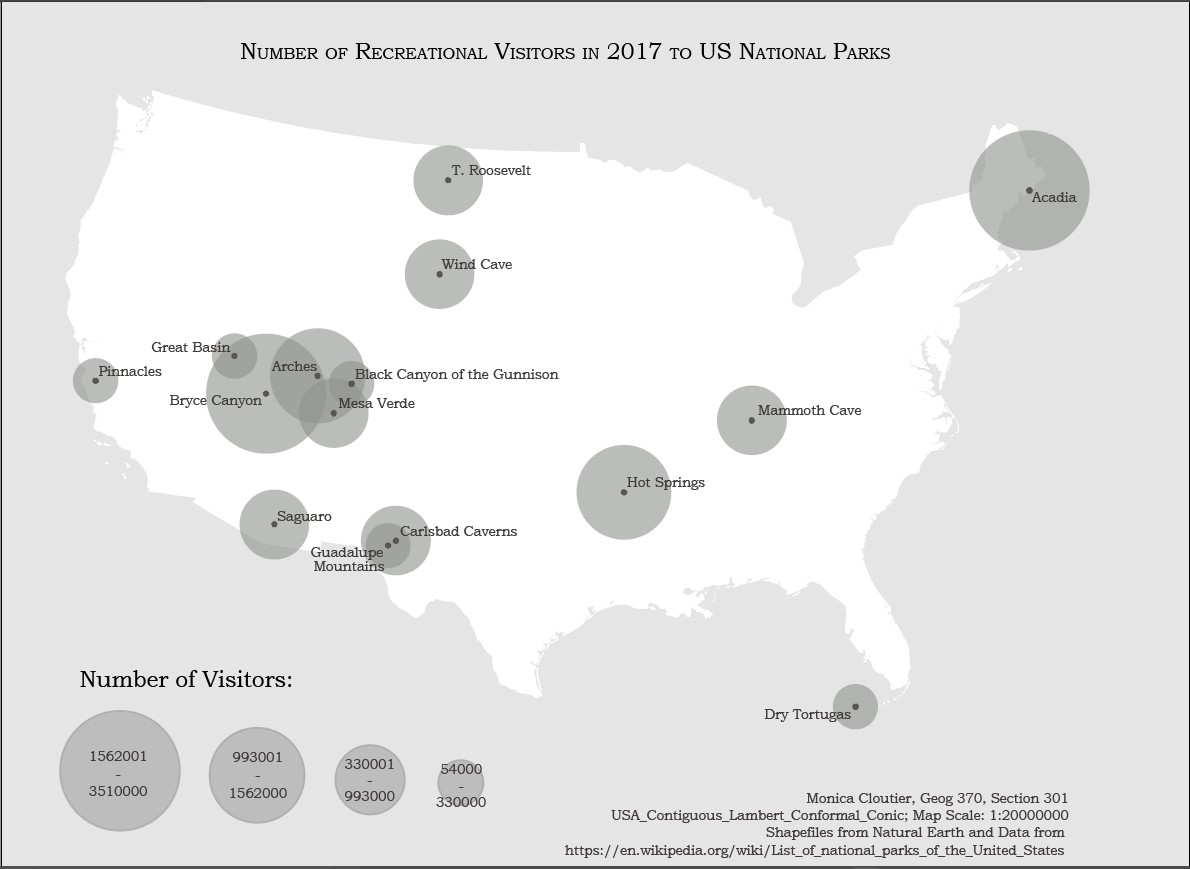 Number of Recreational Visitors in 2017 to US National Parks
T. Roosevelt
Acadia
Wind Cave
Great Basin
Pinnacles
Arches
Black Canyon of the Gunnison
Bryce Canyon
Mesa Verde
Mammoth Cave
Hot Springs
Saguaro
Carlsbad Caverns
Guadalupe
Mountains
Dry Tortugas
Number of Visitors:
1562001
-
3510000
993001
-
1562000
330001
-
993000
54000
-
330000
Monica Cloutier, Geog 370, Section 301
USA_Contiguous_Lambert_Conformal_Conic; Map Scale: 1:20000000
Shapefiles from Natural Earth and Data from
https://en.wikipedia.org/wiki/List_of_national_parks_of_the_United_States